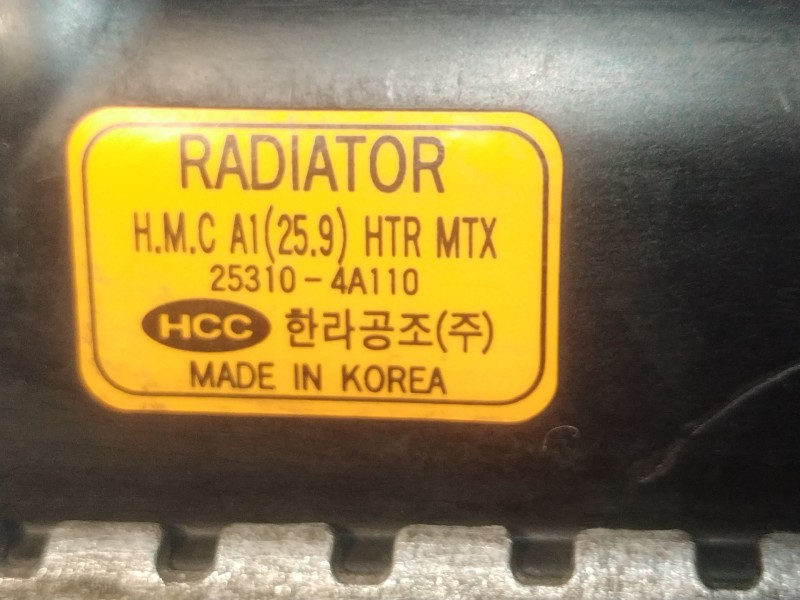 RADIATOR
H.M.C A1(25.9) HTR MTX
25310-4A110
HCC 한라공조(주)
MADE IN KOREA